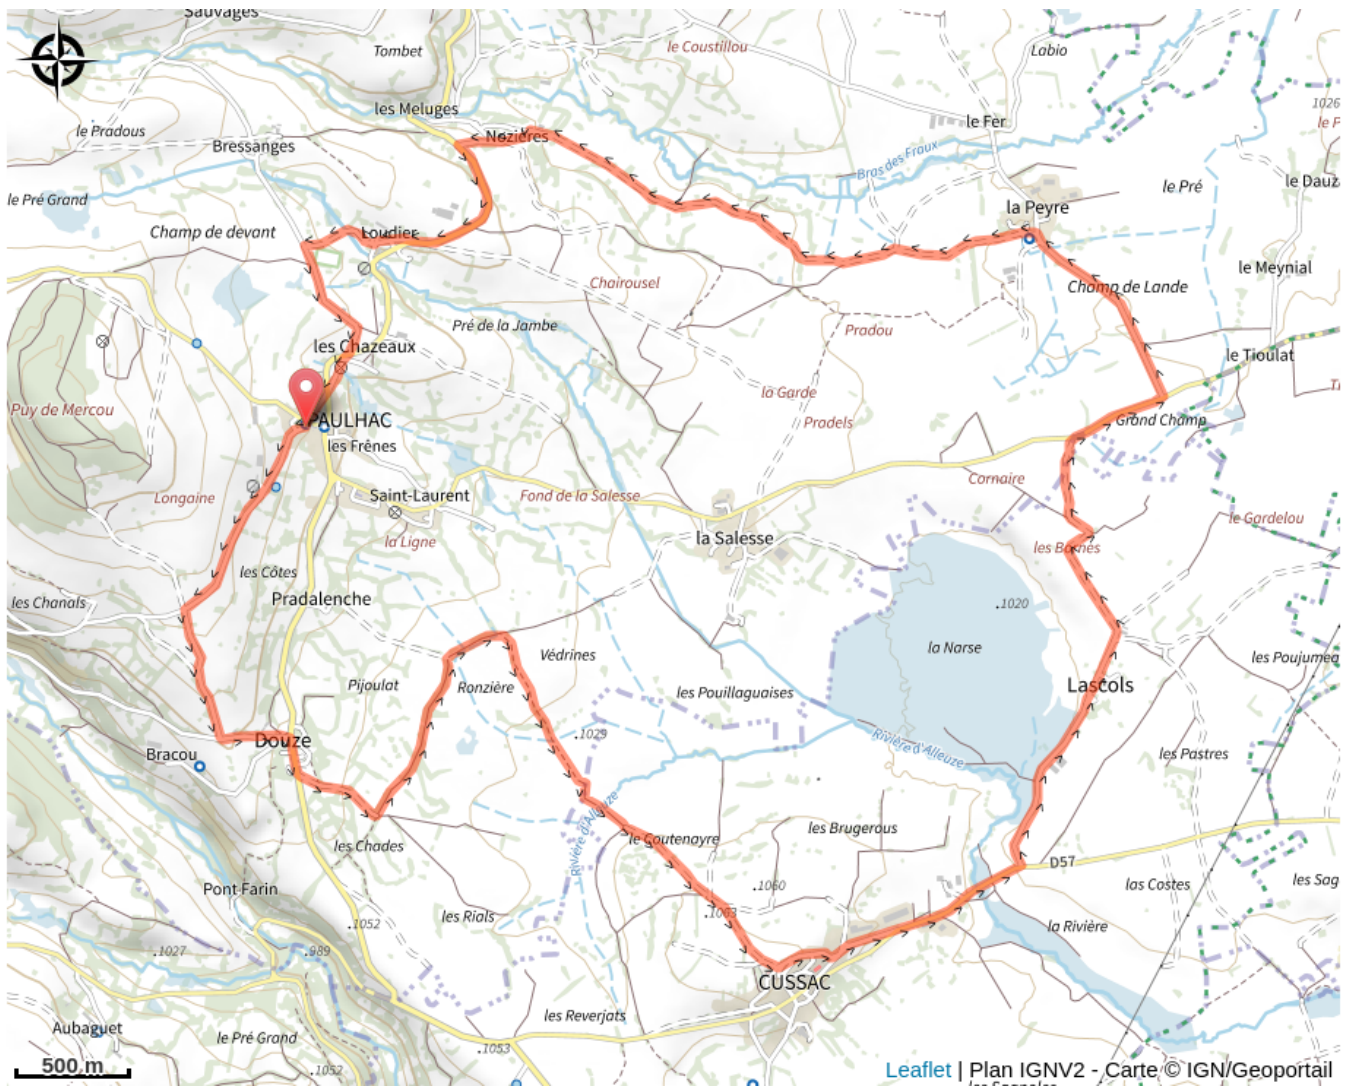 Sauvages
Tombet
le Coustillou
Labio
les Meluges
1026
le Pradous
Bressanges
Nozières
le Fer
Bras des Fraux
le Pré Grand
Champ de devant
Loudier
la Peyre
le Pré
le Dauz
Chairousel
Champ de Lande
le Meynial
Pré de la Jambe
Pradou
les Chazeaux
le Tioulat
Puy de Mercou
la Garde
PAULHAC
Pradels
Grand Champ
les Frênes
Longaine
Saint-Laurent
Fond de la Salesse
Cornaire
la Ligne
la Salesse
les Bornes
le Gardelou
les Côtes
les Chanals
Pradalenche
.1020
la Narse
Védrines
les Poujumea
Pijoulat
Ronzière
les Pouillaguaises
Lascols
Douze
.1029
Rivière d'Alleuze
Bracou
les Pastres
Rivière d'Alleuze
les Chades
le Coutenayre
les Brugerous
D57
Pont-Farin
.1060
las Costes
les Sag
les Rials
.1052
.1063
la Rivière
.1027
.989
CUSSAC
Aubaguet
le Pré Grand
les Reverjats
.1053
.1052
500 m
Leaflet | Plan IGNV2 - Carte © IGN/Geoportail